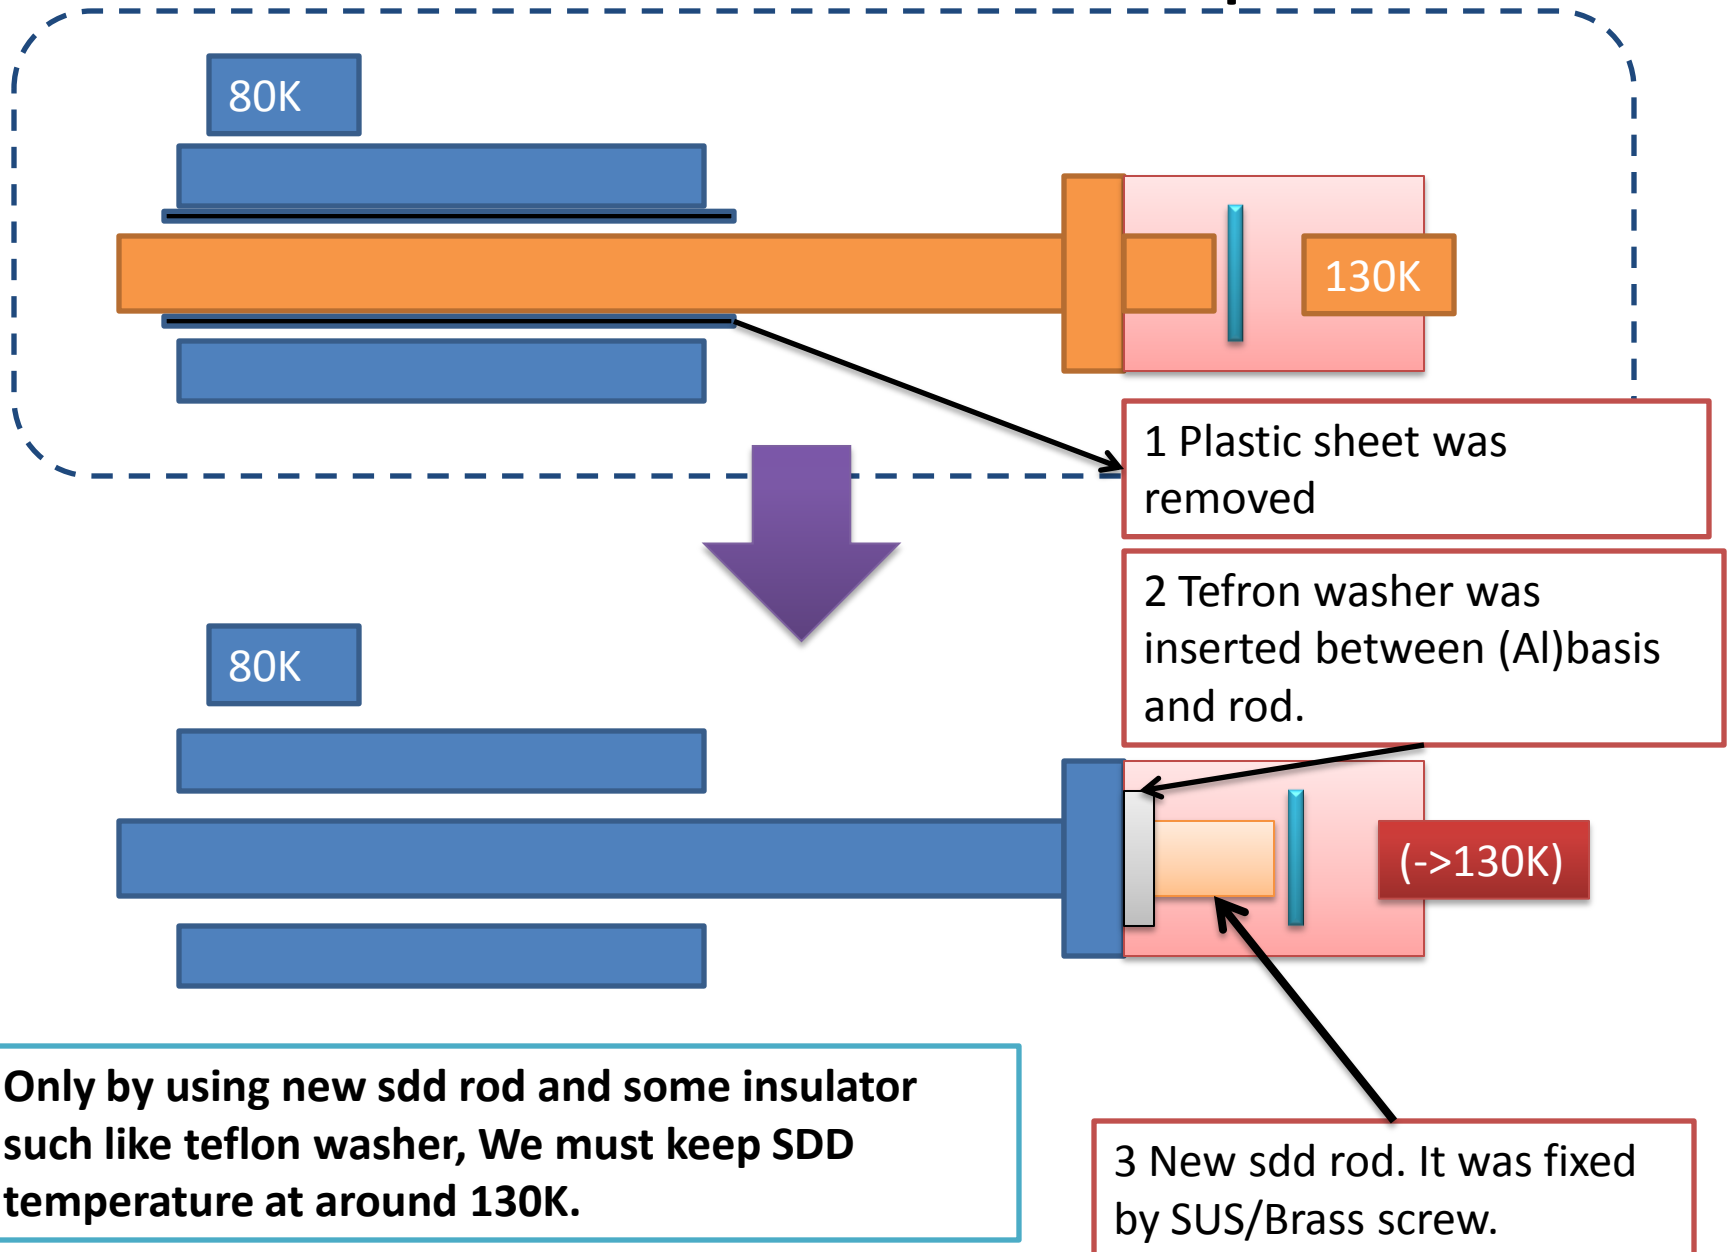 80K
130K
1 Plastic sheet was
removed
2 Tefron washer was
inserted between (Al)basis
and rod.
80K
(->130K)
Only by using new sdd rod and some insulator
such like teflon washer, We must keep SDD
temperature at around 130K.
3 New sdd rod. It was fixed
by SUS/Brass screw.